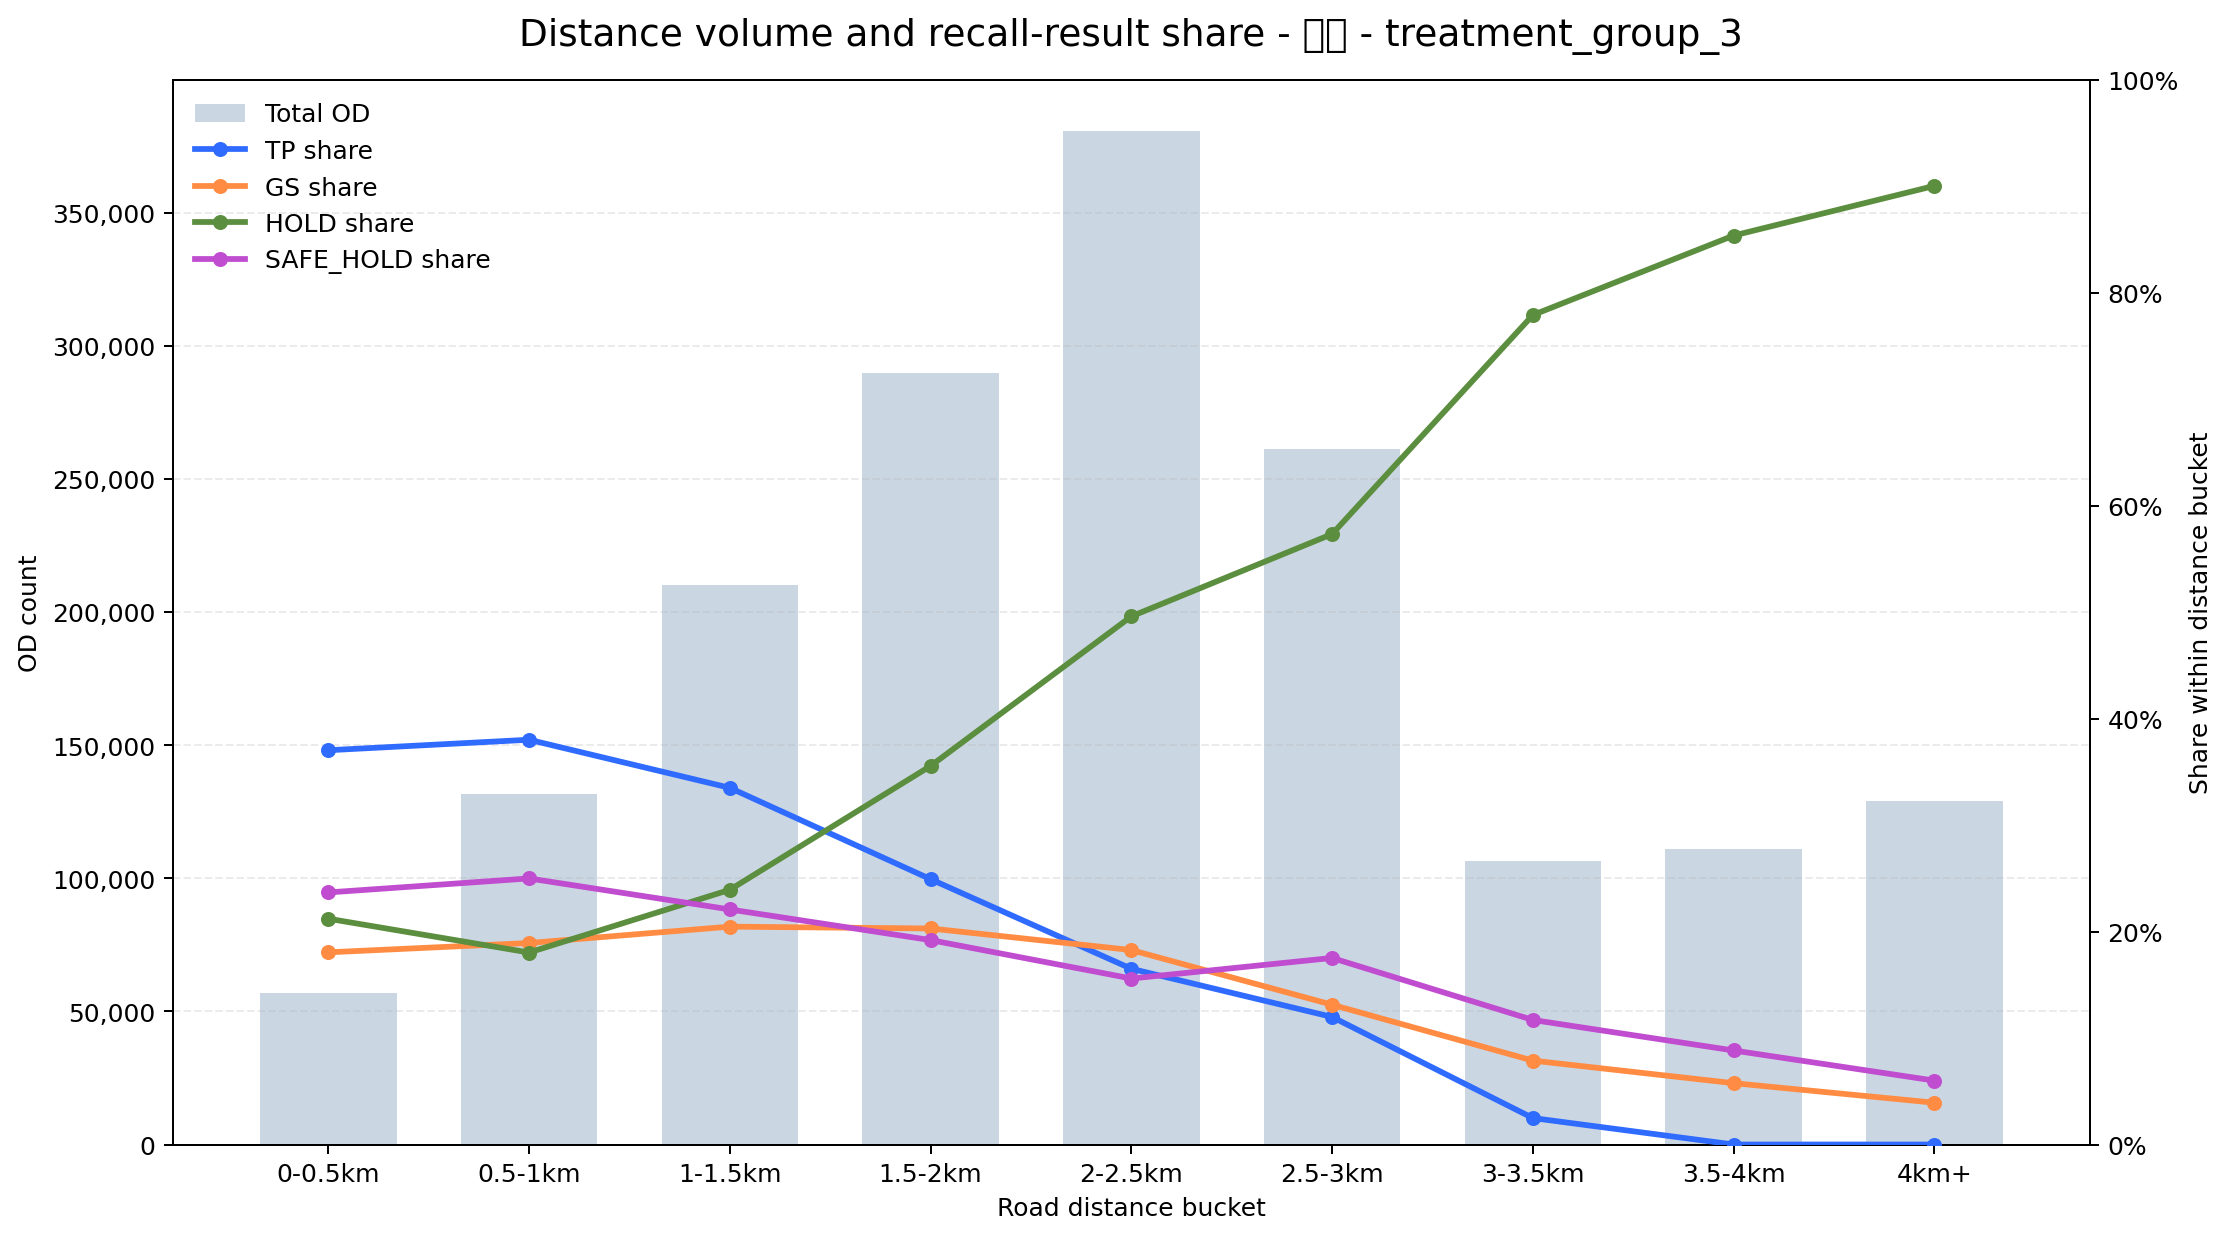 Distance volume and recall-result share - - treatment_group_3
Total OD
TP share
GS share
HOLD share
SAFE_HOLD share
350,000
300,000
250,000
200,000
150,000
100,000
50,000
0
OD count
100%
80%
60%
40%
20%
0%
Share within distance bucket
0-0.5km
0.5-1km
1-1.5km
1.5-2km
2-2.5km
2.5-3km
3-3.5km
3.5-4km
4km+
Road distance bucket